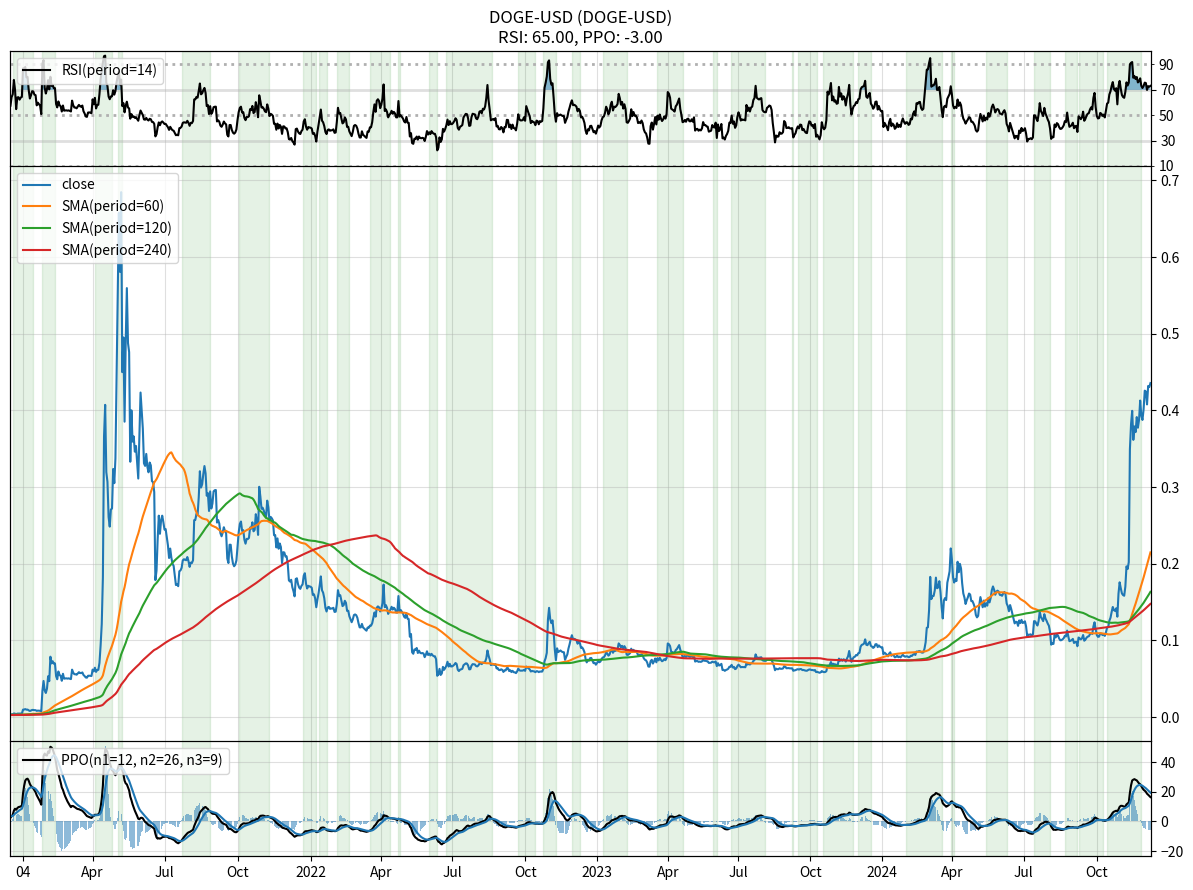 DOGE-USD (DOGE-USD)
RSI: 65.00, PPO: -3.00
RSI(period=14)
90
70
50
30
10
close
SMA(period=60)
SMA(period=120)
SMA(period=240)
0.7
0.6
0.5
0.4
0.3
0.2
0.1
0.0
PPO(n1=12, n2=26, n3=9)
40
20
0
−20
04 Apr Jul Oct 2022 Apr Jul Oct 2023 Apr Jul Oct 2024 Apr Jul Oct